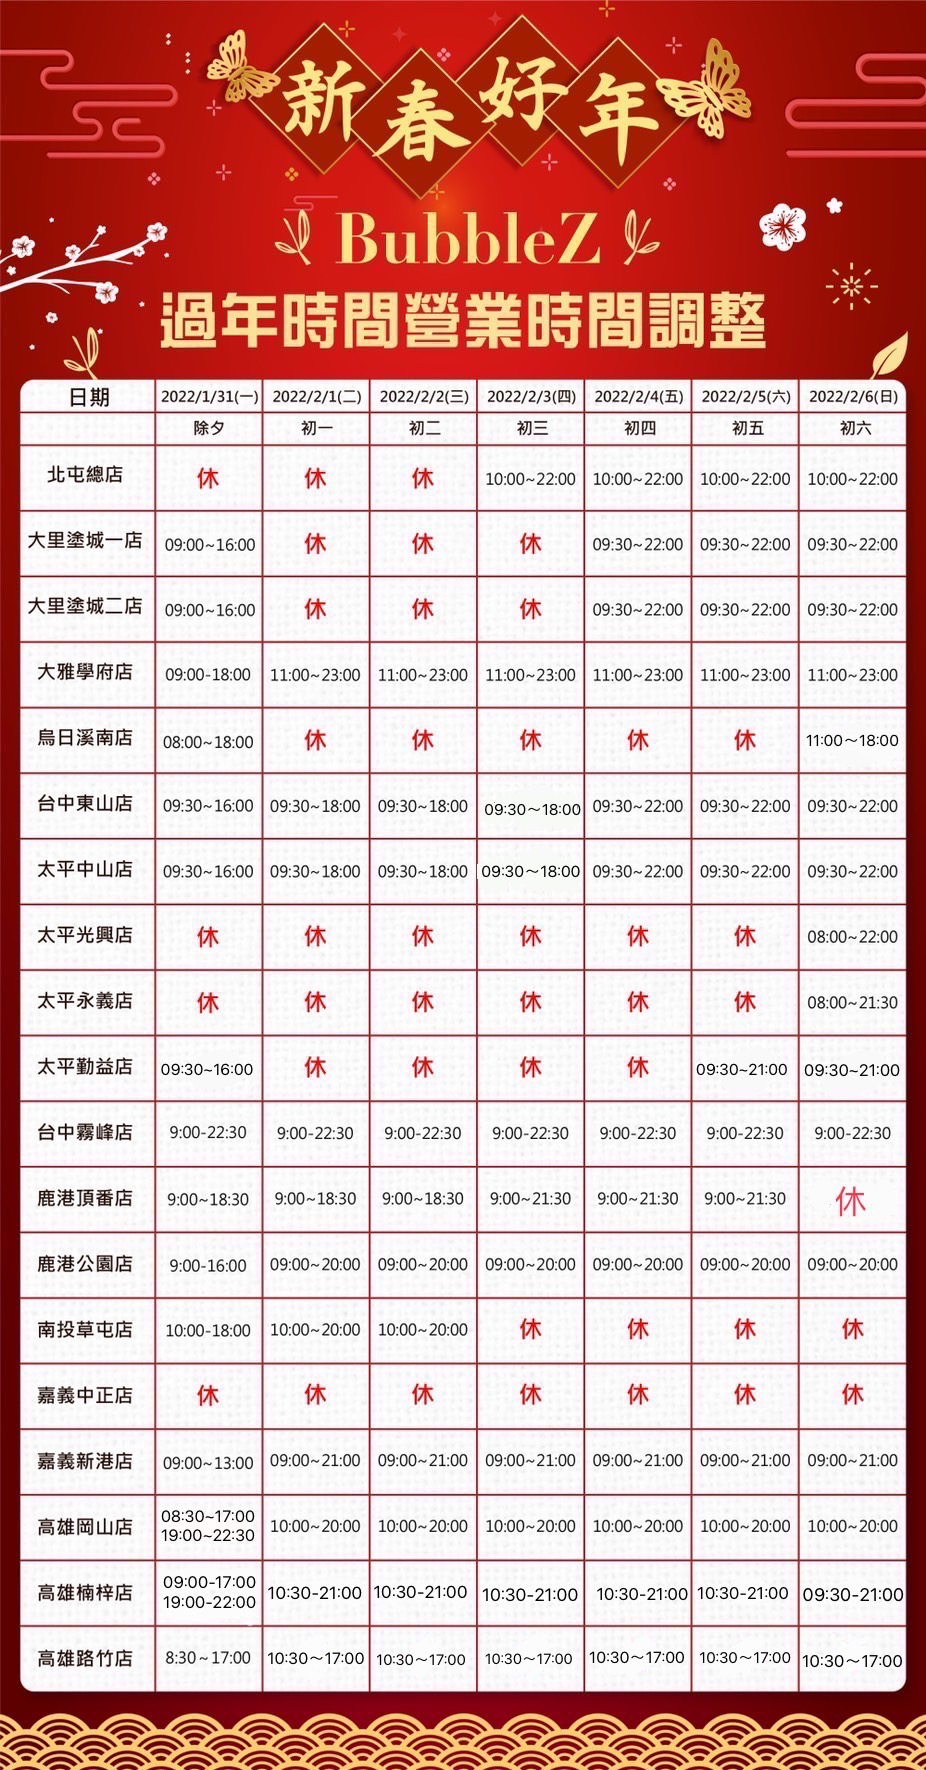 新春好年
BubbleZ
過年時間營業時間調整
日期 2022/1/31(一) 2022/2/1(二) 2022/2/2(三) 2022/2/3(四) 2022/2/4(五) 2022/2/5(六) 2022/2/6(日)
除夕 初一 初二 初三 初四 初五 初六
北屯總店 休 休 休 10:00~22:00 10:00~22:00 10:00~22:00 10:00~22:00
大里塗城一店 09:00~16:00 休 休 休 09:30~22:00 09:30~22:00 09:30~22:00
大里塗城二店 09:00~16:00 休 休 休 09:30~22:00 09:30~22:00 09:30~22:00
大雅學府店 09:00-18:00 11:00~23:00 11:00~23:00 11:00~23:00 11:00~23:00 11:00~23:00 11:00~23:00
烏日溪南店 08:00~18:00 休 休 休 休 休 11:00~18:00
台中東山店 09:30~16:00 09:30~18:00 09:30~18:00 09:30~18:00 09:30~22:00 09:30~22:00 09:30~22:00
太平中山店 09:30~16:00 09:30~18:00 09:30~18:00 09:30~18:00 09:30~22:00 09:30~22:00 09:30~22:00
太平光興店 休 休 休 休 休 休 08:00~22:00
太平永義店 休 休 休 休 休 休 08:00~21:30
太平勤益店 09:30~16:00 休 休 休 休 09:30~21:00 09:30~21:00
台中霧峰店 9:00-22:30 9:00-22:30 9:00-22:30 9:00-22:30 9:00-22:30 9:00-22:30 9:00-22:30
鹿港頂番店 9:00~18:30 9:00~18:30 9:00~18:30 9:00~21:30 9:00~21:30 9:00~21:30 休
鹿港公園店 9:00-16:00 09:00~20:00 09:00~20:00 09:00~20:00 09:00~20:00 09:00~20:00 09:00~20:00
南投草屯店 10:00-18:00 10:00~20:00 10:00~20:00 休 休 休 休
嘉義中正店 休 休 休 休 休 休 休
嘉義新港店 09:00~13:00 09:00~21:00 09:00~21:00 09:00~21:00 09:00~21:00 09:00~21:00 09:00~21:00
高雄岡山店 08:30~17:00 19:00~22:30 10:00~20:00 10:00~20:00 10:00~20:00 10:00~20:00 10:00~20:00 10:00~20:00
高雄楠梓店 09:00-17:00 19:00-22:00 10:30-21:00 10:30-21:00 10:30-21:00 10:30-21:00 10:30-21:00 09:30-21:00
高雄路竹店 8:30~17:00 10:30~17:00 10:30~17:00 10:30~17:00 10:30~17:00 10:30~17:00 10:30~17:00